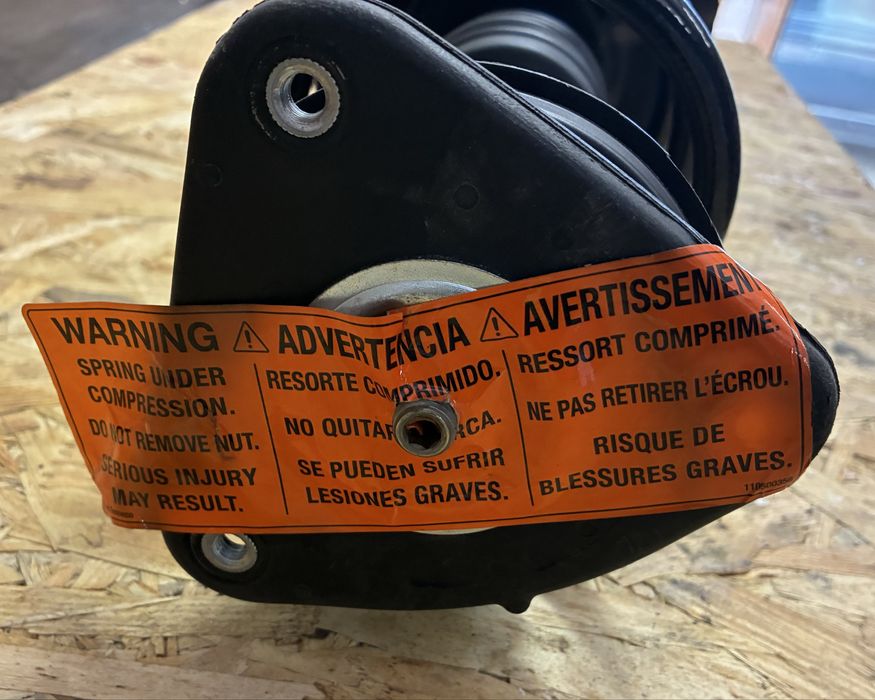 WARNING
SPRING UNDER
COMPRESSION.
DO NOT REMOVE NUT.
SERIOUS INJURY
MAY RESULT.
ADVERTENCIA
RESORTE COMPRIMIDO.
NO QUITAR
SE PUEDEN SUFRIR
LESIONES GRAVES.
AVERTISSEMEN
RESSORT COMPRIMÉ.
NE PAS RETIRER L'ÉCROU.
RISQUE DE
BLESSURES GRAVES.